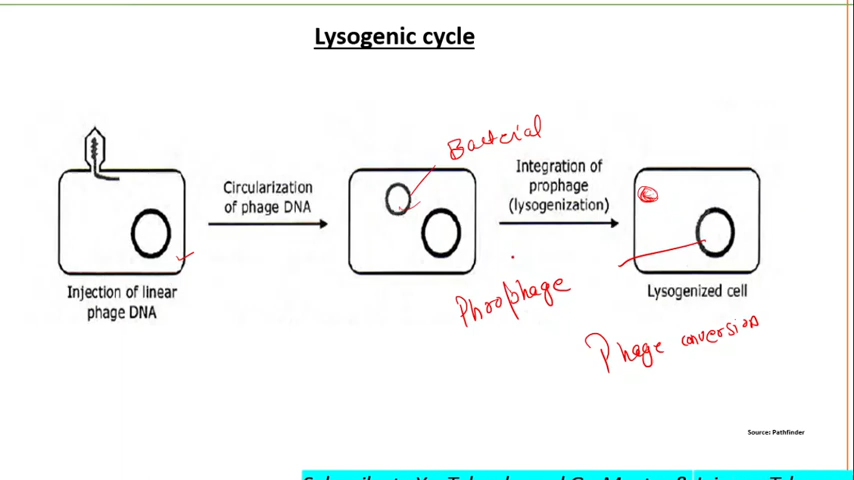 Lysogenic cycle
Bacterial
Circularization
of phage DNA
Integration of
prophage
(lysogenization)
Injection of linear
phage DNA
Phrophage
Lysogenized cell
Phage conversion
Source: Pathfinder